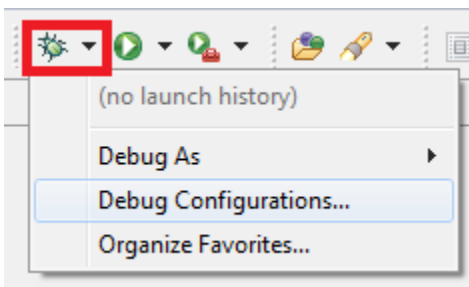 (no launch history)
Debug As
Debug Configurations...
Organize Favorites...